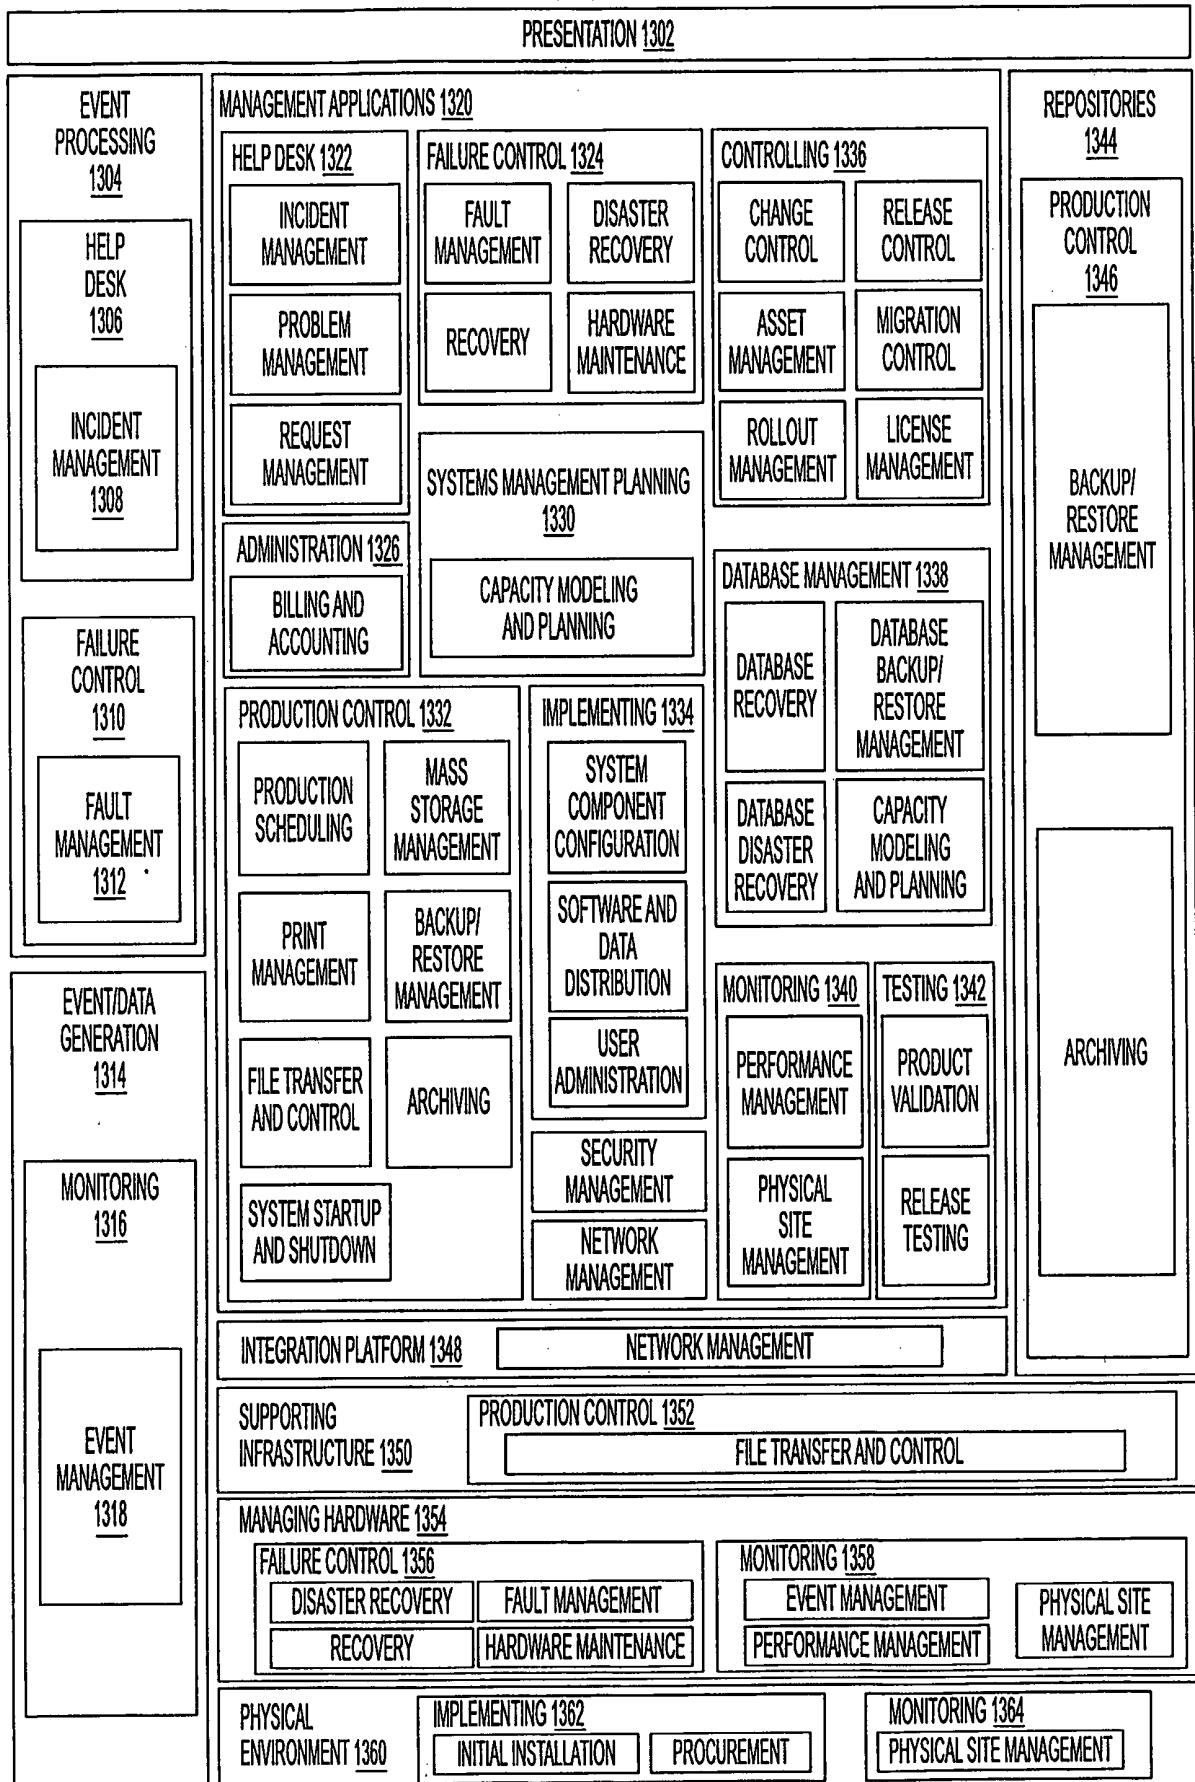 PRESENTATION 1302
EVENT
PROCESSING
1304
HELP
DESK
1306
INCIDENT
MANAGEMENT
1308
FAILURE
CONTROL
1310
FAULT
MANAGEMENT
1312
EVENT/DATA
GENERATION
1314
MONITORING
1316
EVENT
MANAGEMENT
1318
MANAGEMENT APPLICATIONS 1320
HELP DESK 1322
INCIDENT
MANAGEMENT
PROBLEM
MANAGEMENT
REQUEST
MANAGEMENT
FAILURE CONTROL 1324
FAULT
MANAGEMENT
DISASTER
RECOVERY
RECOVERY
HARDWARE
MAINTENANCE
CONTROLLING 1336
CHANGE
CONTROL
RELEASE
CONTROL
ASSET
MANAGEMENT
MIGRATION
CONTROL
ROLLOUT
MANAGEMENT
LICENSE
MANAGEMENT
ADMINISTRATION 1326
BILLING AND
ACCOUNTING
SYSTEMS MANAGEMENT PLANNING
1330
CAPACITY MODELING
AND PLANNING
DATABASE MANAGEMENT 1338
DATABASE
RECOVERY
DATABASE
BACKUP/
RESTORE
MANAGEMENT
DATABASE
DISASTER
RECOVERY
CAPACITY
MODELING
AND PLANNING
PRODUCTION CONTROL 1332
PRODUCTION
SCHEDULING
MASS
STORAGE
MANAGEMENT
PRINT
MANAGEMENT
BACKUP/
RESTORE
MANAGEMENT
FILE TRANSFER
AND CONTROL
ARCHIVING
SYSTEM STARTUP
AND SHUTDOWN
IMPLEMENTING 1334
SYSTEM
COMPONENT
CONFIGURATION
SOFTWARE AND
DATA
DISTRIBUTION
USER
ADMINISTRATION
SECURITY
MANAGEMENT
NETWORK
MANAGEMENT
MONITORING 1340
PERFORMANCE
MANAGEMENT
PHYSICAL
SITE
MANAGEMENT
TESTING 1342
PRODUCT
VALIDATION
RELEASE
TESTING
REPOSITORIES
1344
PRODUCTION
CONTROL
1346
BACKUP/
RESTORE
MANAGEMENT
ARCHIVING
INTEGRATION PLATFORM 1348
NETWORK MANAGEMENT
SUPPORTING
INFRASTRUCTURE 1350
PRODUCTION CONTROL 1352
FILE TRANSFER AND CONTROL
MANAGING HARDWARE 1354
FAILURE CONTROL 1356
DISASTER RECOVERY
FAULT MANAGEMENT
RECOVERY
HARDWARE MAINTENANCE
MONITORING 1358
EVENT MANAGEMENT
PERFORMANCE MANAGEMENT
PHYSICAL SITE
MANAGEMENT
PHYSICAL
ENVIRONMENT 1360
IMPLEMENTING 1362
INITIAL INSTALLATION
PROCUREMENT
MONITORING 1364
PHYSICAL SITE MANAGEMENT